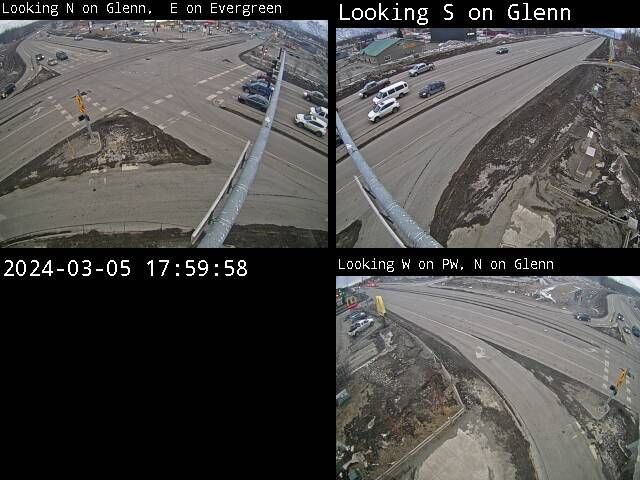 Looking N on Glenn,  E on Evergreen
Looking S on Glenn
2024-03-05 17:59:58
Looking W on PW, N on Glenn